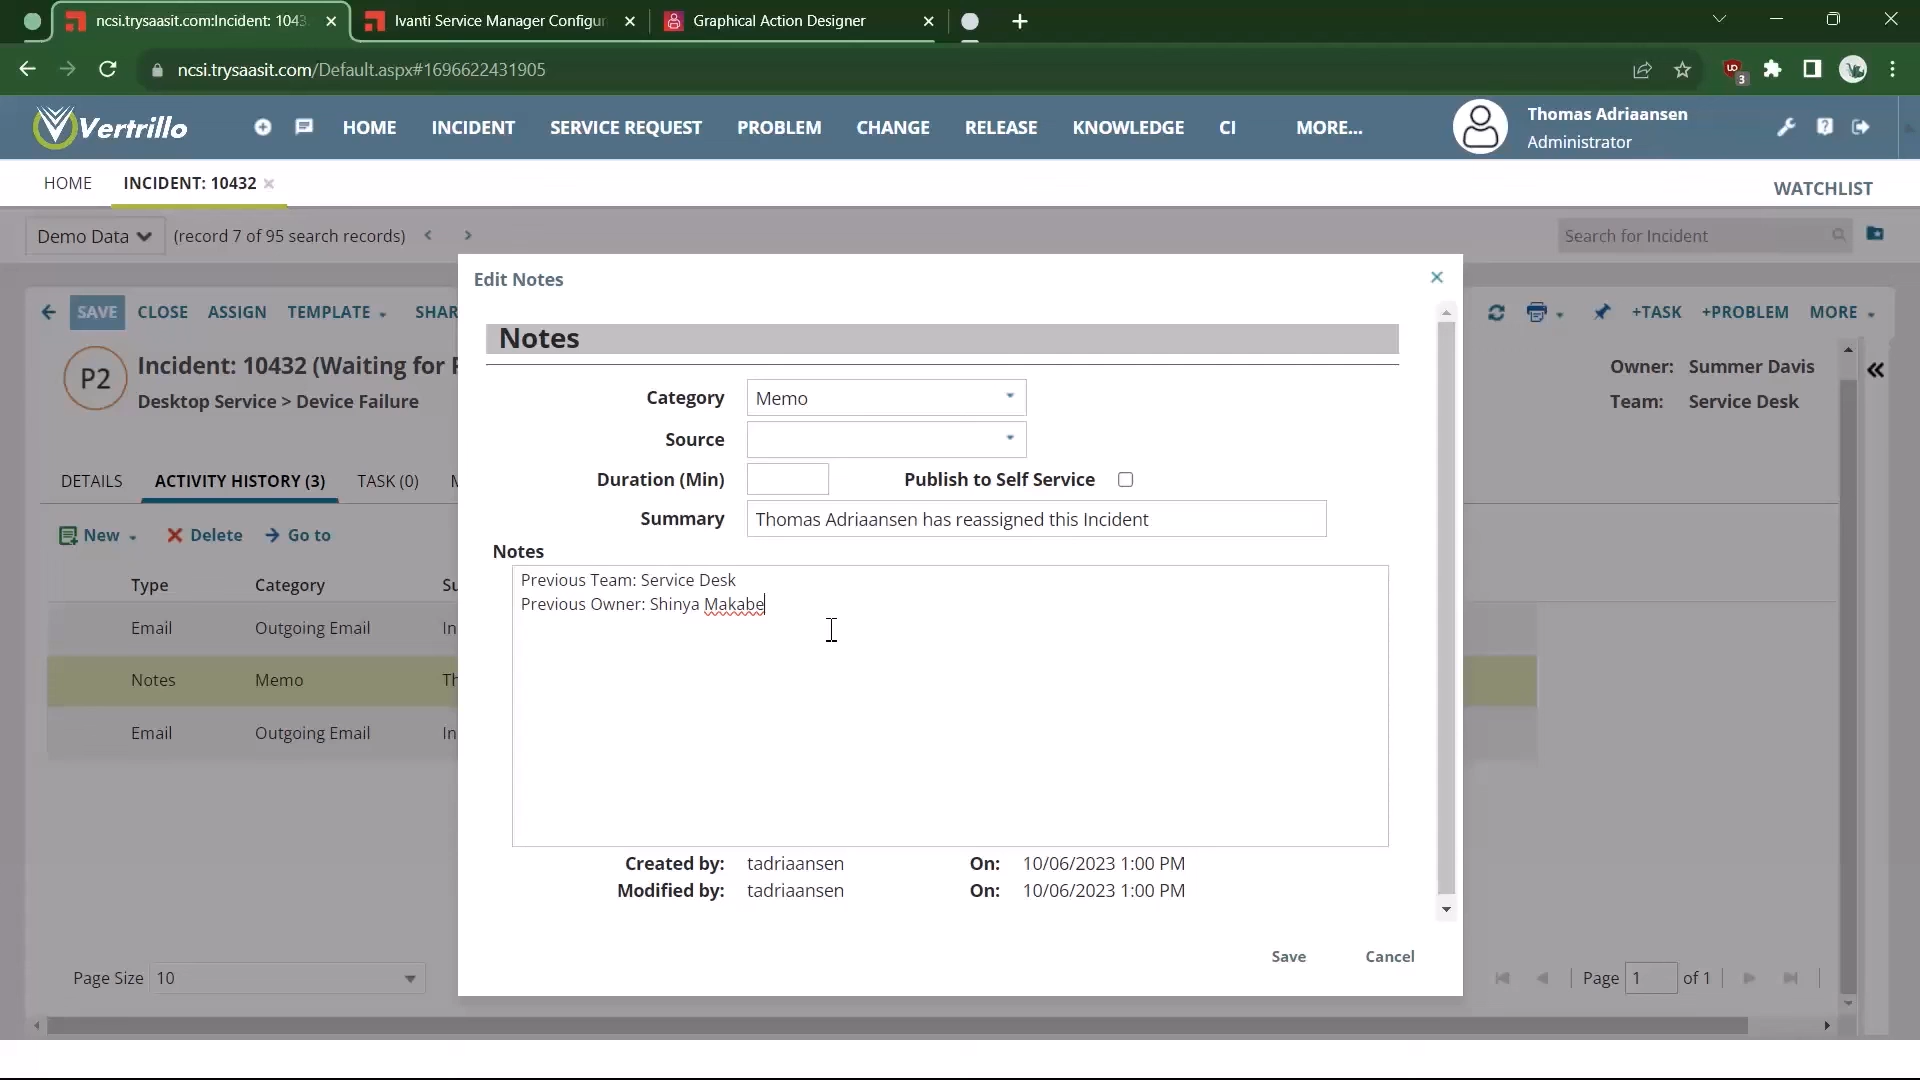 ncsi.trysaasit.com:Incident: 1043
Ivanti Service Manager Configur
Graphical Action Designer
ncsi.trysaasit.com/Default.aspx#1696622431905
3
Vertrillo
HOME
INCIDENT
SERVICE REQUEST
PROBLEM
CHANGE
RELEASE
KNOWLEDGE
CI
MORE...
Thomas Adriaansen
Administrator
HOME
INCIDENT: 10432
WATCHLIST
Demo Data
(record 7 of 95 search records)
Search for Incident
SAVE
CLOSE
ASSIGN
TEMPLATE
SHAR
+TASK
+PROBLEM
MORE
P2
Incident: 10432 (Waiting for
Desktop Service > Device Failure
Owner: Summer Davis
Team: Service Desk
DETAILS
ACTIVITY HISTORY (3)
TASK (0)
New
Delete
Go to
Type
Category
Email
Outgoing Email
In
Notes
Memo
Th
Email
Outgoing Email
In
Page Size 10
Page 1 of 1
Edit Notes
Notes
Category Memo
Source
Duration (Min)
Publish to Self Service
Summary Thomas Adriaansen has reassigned this Incident
Notes
Previous Team: Service Desk
Previous Owner: Shinya Makabe
Created by: tadriaansen On: 10/06/2023 1:00 PM
Modified by: tadriaansen On: 10/06/2023 1:00 PM
Save
Cancel